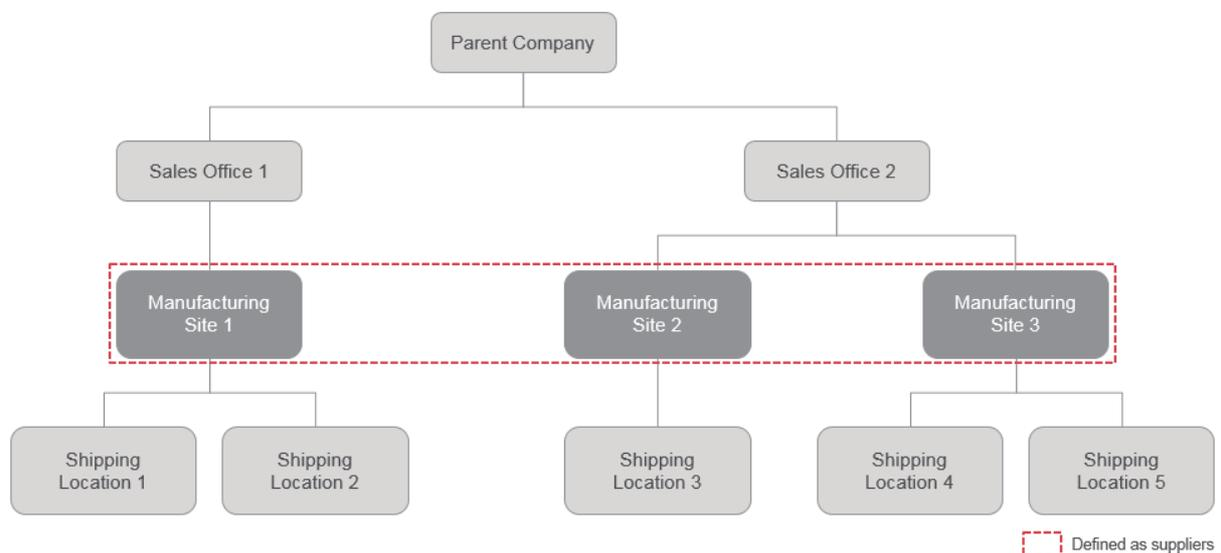 Parent Company
Sales Office 1
Sales Office 2
Manufacturing
Site 1
Manufacturing
Site 2
Manufacturing
Site 3
Shipping
Location 1
Shipping
Location 2
Shipping
Location 3
Shipping
Location 4
Shipping
Location 5
Defined as suppliers